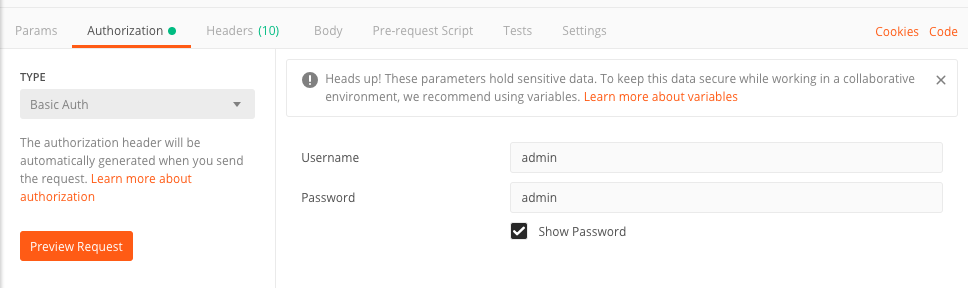 Params Authorization Headers (10) Body Pre-request Script Tests Settings Cookies Code
TYPE
Basic Auth
The authorization header will be
automatically generated when you send
the request. Learn more about
authorization
Preview Request
Heads up! These parameters hold sensitive data. To keep this data secure while working in a collaborative
environment, we recommend using variables. Learn more about variables
Username admin
Password admin
Show Password